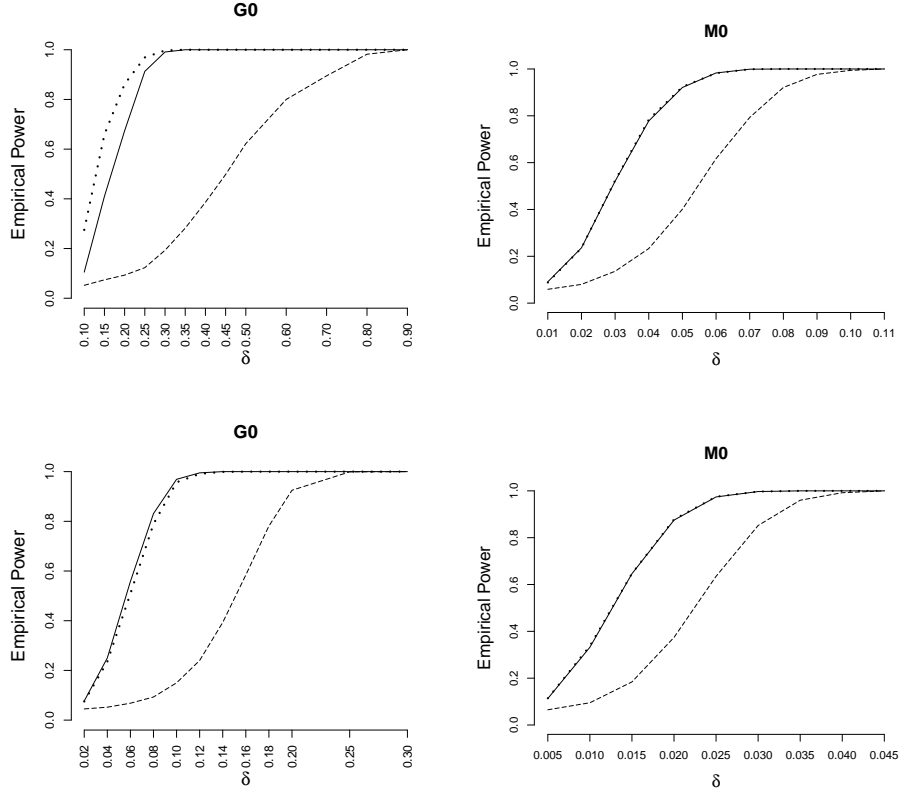 G0
Empirical Power
0.0 0.2 0.4 0.6 0.8 1.0
0.10 0.15 0.20 0.25 0.30 0.35 0.40 0.45 0.50 0.60 0.70 0.80 0.90
δ
M0
Empirical Power
0.0 0.2 0.4 0.6 0.8 1.0
0.01 0.02 0.03 0.04 0.05 0.06 0.07 0.08 0.09 0.10 0.11
δ
G0
Empirical Power
0.0 0.2 0.4 0.6 0.8 1.0
0.02 0.04 0.06 0.08 0.10 0.12 0.14 0.16 0.18 0.20 0.25 0.30
δ
M0
Empirical Power
0.0 0.2 0.4 0.6 0.8 1.0
0.005 0.010 0.015 0.020 0.025 0.030 0.035 0.040 0.045
δ